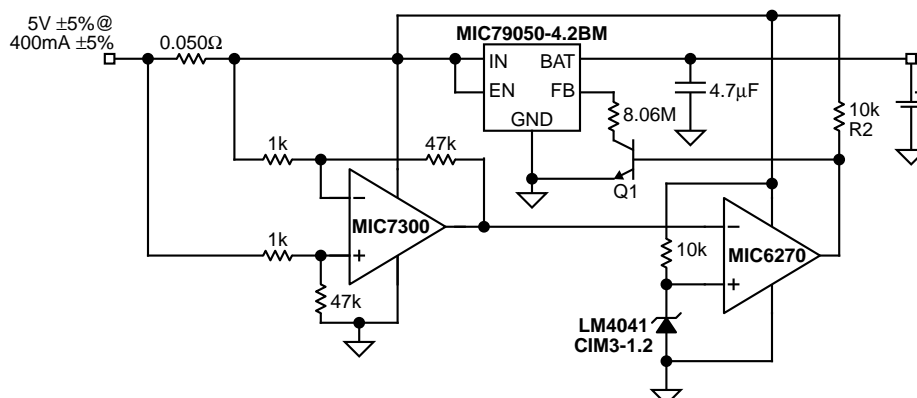 5V ±5%@
400mA ±5%
0.050Ω
MIC79050-4.2BM
IN
BAT
EN
FB
GND
4.7μF
8.06M
10k
R2
1k
47k
Q1
MIC7300
1k
47k
10k
MIC6270
LM4041
CIM3-1.2